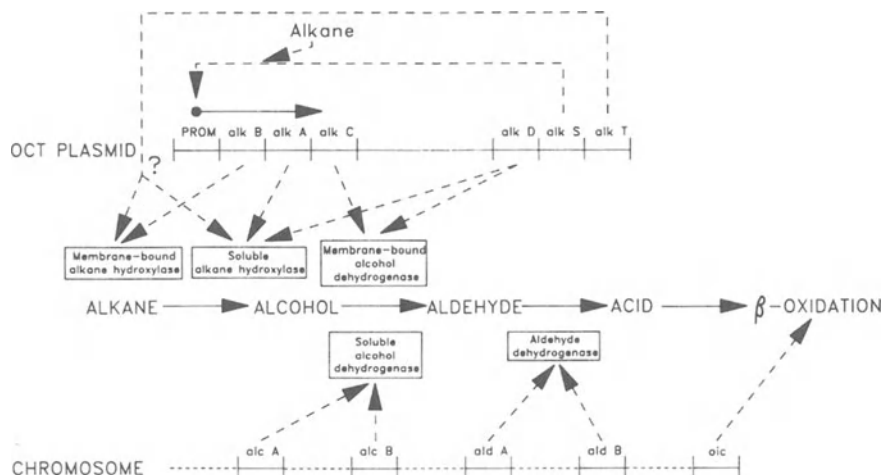 Alkane
PROM alk B alk A alk C alk D alk S alk T
OCT PLASMID
?
Membrane-bound
alkane hydroxylase
Soluble
alkane hydroxylase
Membrane-bound
alcohol
dehydrogenase
ALKANE ALCOHOL ALDEHYDE ACID β-OXIDATION
Soluble
alcohol
dehydrogenase
Aldehyde
dehydrogenase
alc A alc B ald A ald B oic
CHROMOSOME